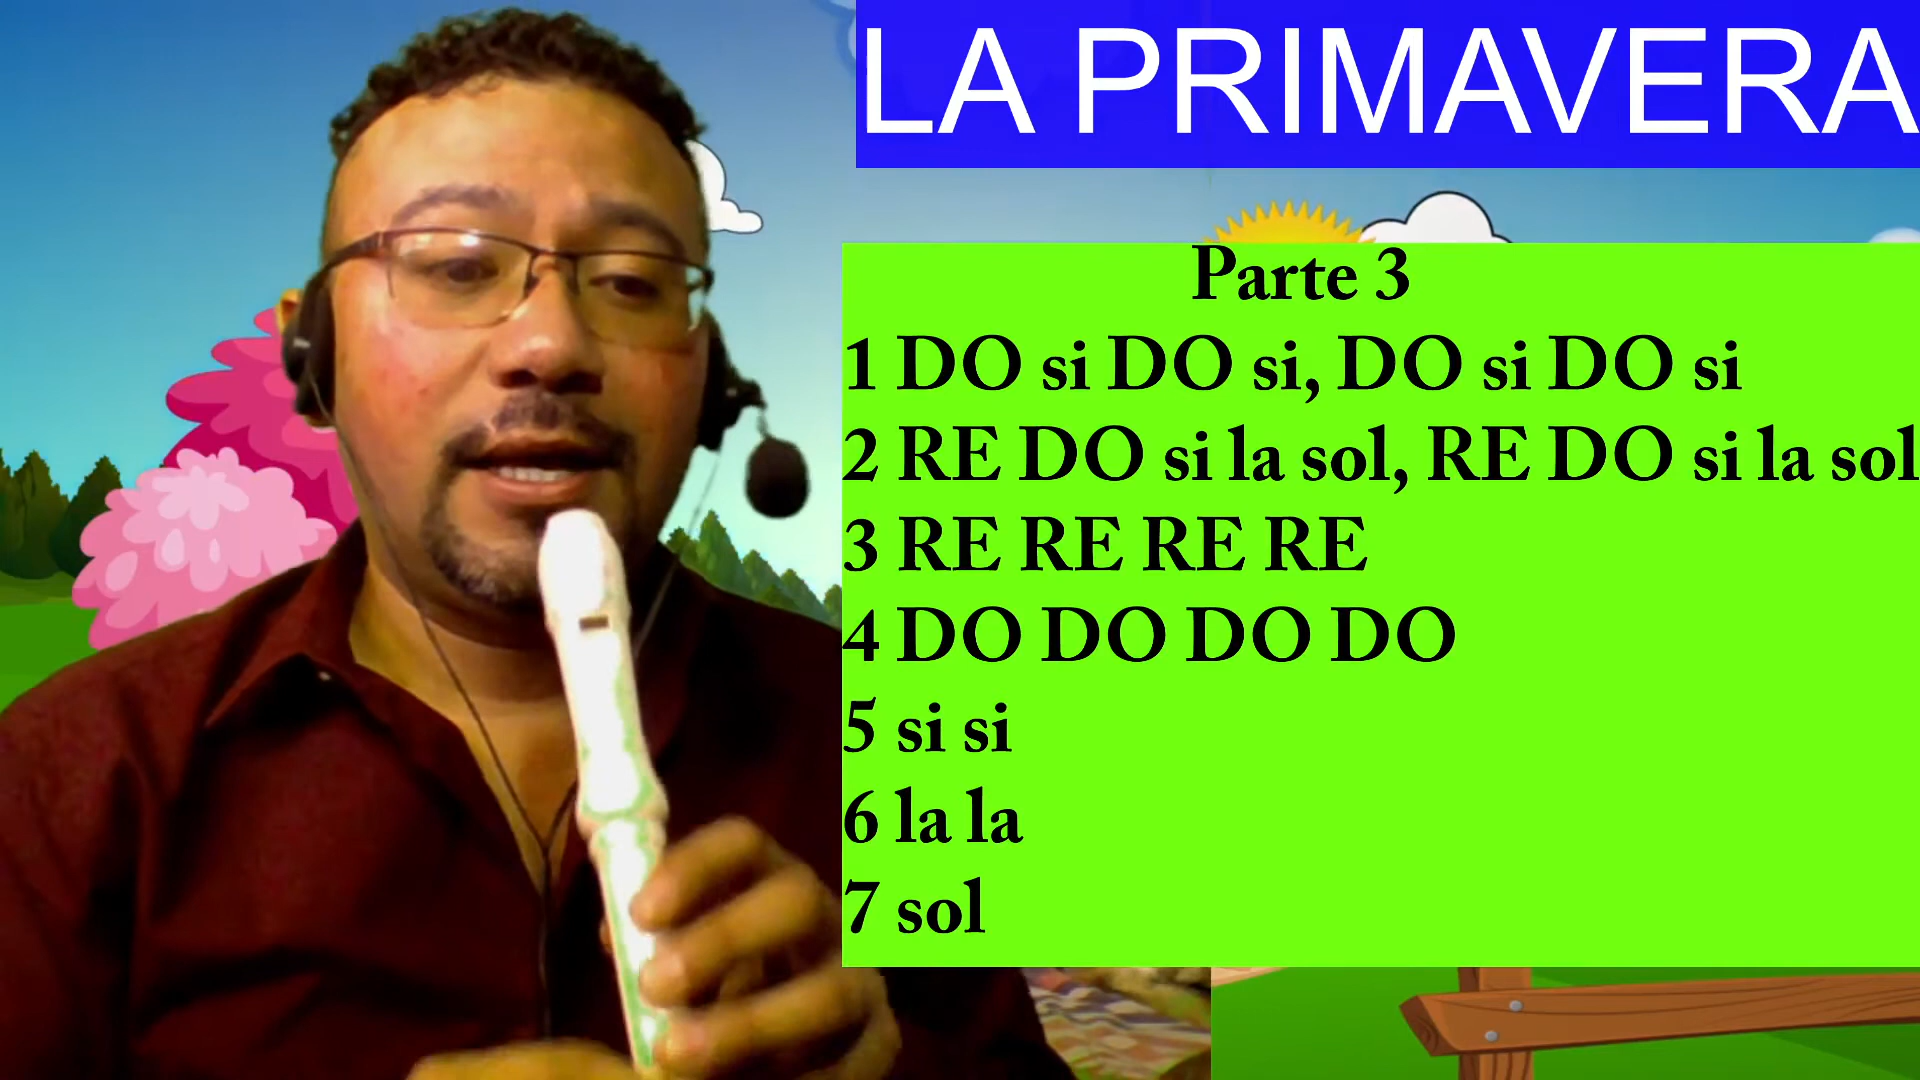 LA PRIMAVERA
Parte 3
1 DO si DO si, DO si DO si
2 RE DO si la sol, RE DO si la sol
3 RE RE RE RE
4 DO DO DO DO
5 si si
6 la la
7 sol